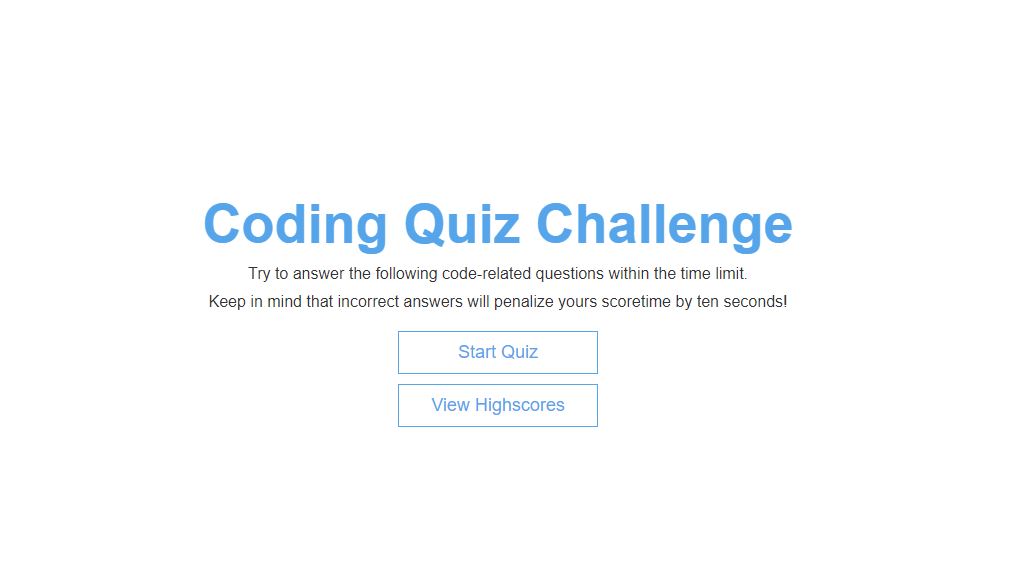 Coding Quiz Challenge
Try to answer the following code-related questions within the time limit.
Keep in mind that incorrect answers will penalize yours scoretime by ten seconds!
Start Quiz
View Highscores